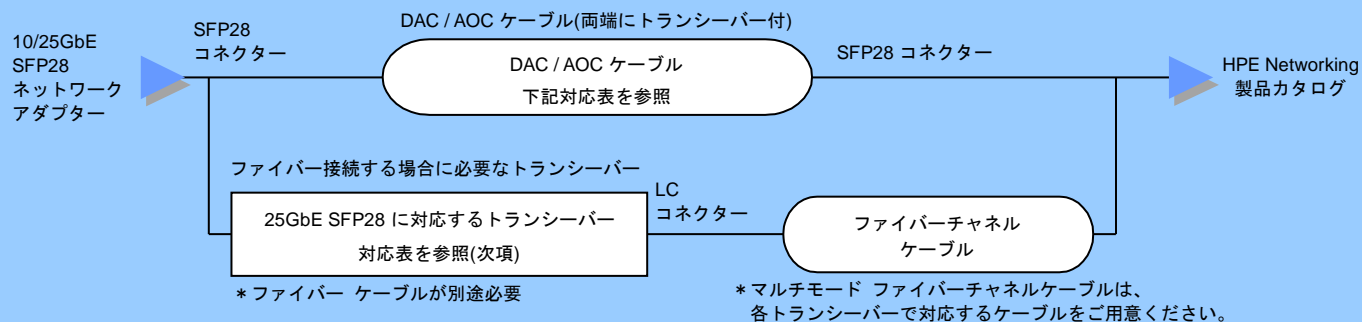 DAC / AOC ケーブル(両端にトランシーバー付)
10/25GbE
SFP28
ネットワーク
アダプター
SFP28
コネクター
DAC / AOC ケーブル
下記対応表を参照
SFP28 コネクター
HPE Networking
製品カタログ
ファイバー接続する場合に必要なトランシーバー
25GbE SFP28 に対応するトランシーバー
対応表を参照(次項)
LC
コネクター
ファイバーチャネル
ケーブル
*ファイバー ケーブルが別途必要
*マルチモード ファイバーチャネルケーブルは、
各トランシーバーで対応するケーブルをご用意ください。